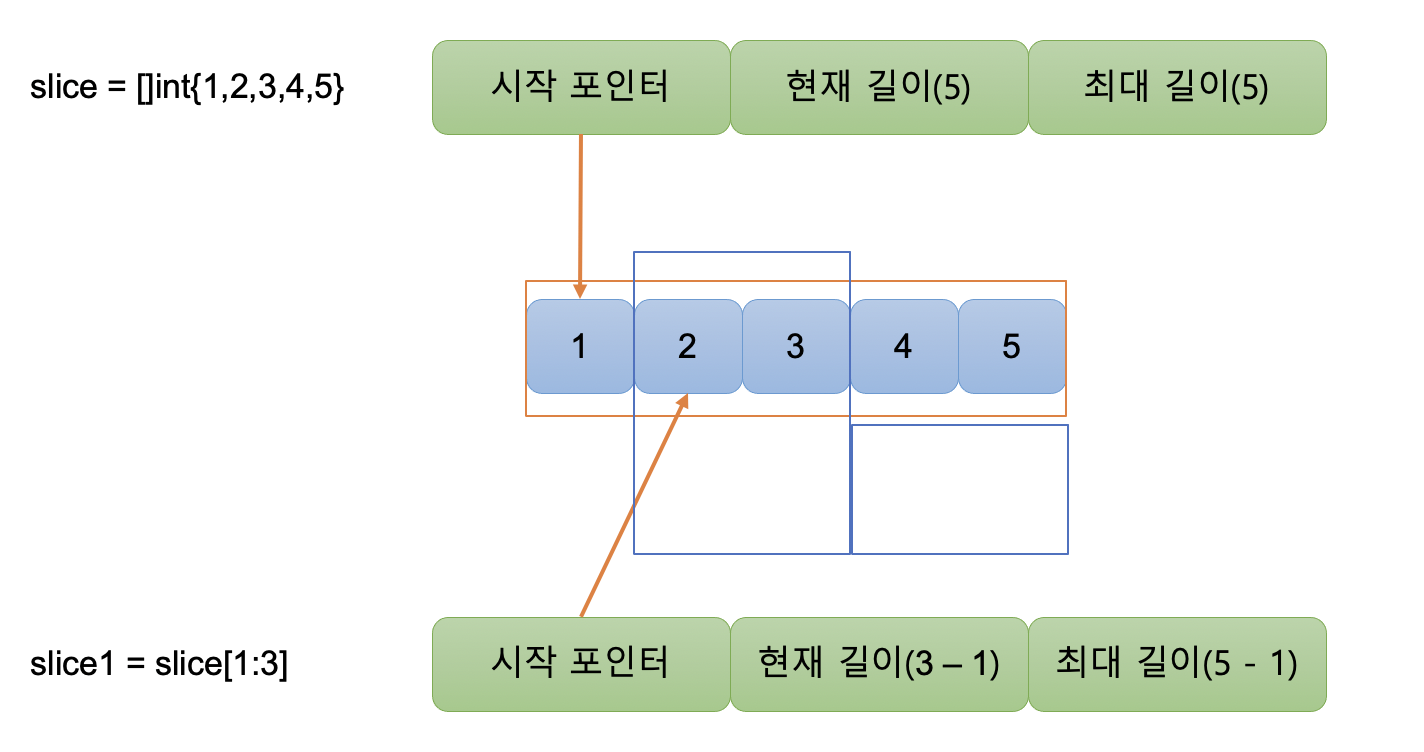 slice = []int{1,2,3,4,5}
시작 포인터
현재 길이(5)
최대 길이(5)
1
2
3
4
5
slice1 = slice[1:3]
시작 포인터
현재 길이(3 – 1)
최대 길이(5 - 1)